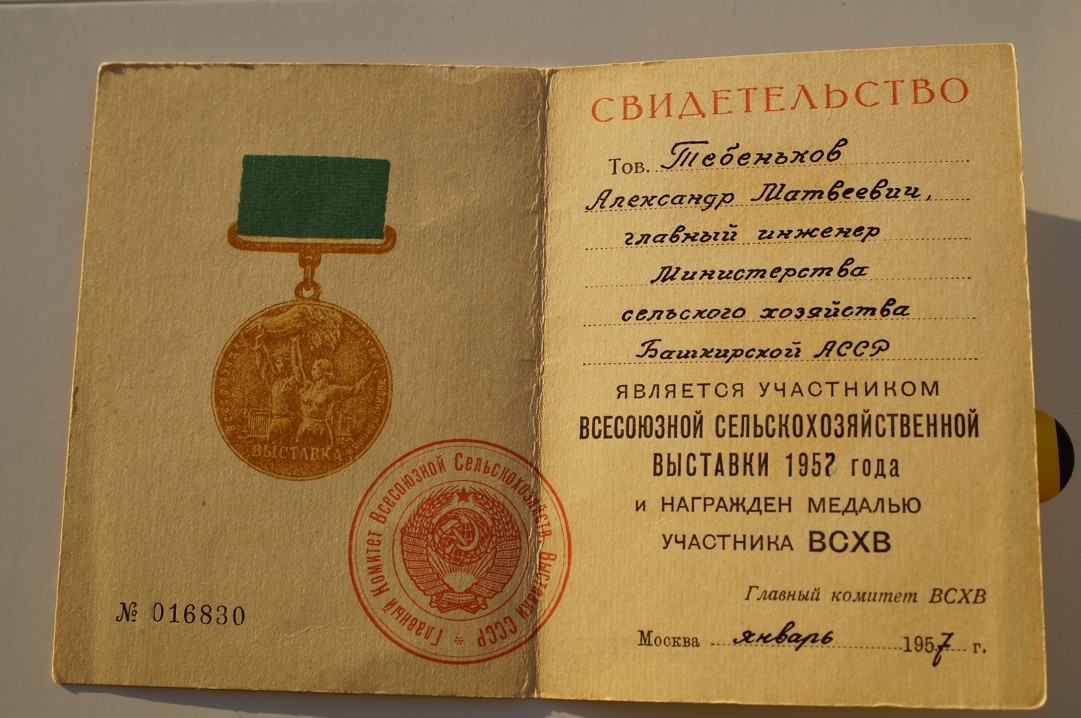 ВЫСТАВКА
Главный Комитет Всесоюзной Сельскохозяйств. Выставки СССР
№ 016830
СВИДЕТЕЛЬСТВО
Тов. Тебеньков
Александр Матвеевич,
главный инженер
Министерства
сельского хозяйства
Башкирской АССР
ЯВЛЯЕТСЯ УЧАСТНИКОМ
ВСЕСОЮЗНОЙ СЕЛЬСКОХОЗЯЙСТВЕННОЙ
ВЫСТАВКИ 1957 года
и НАГРАЖДЕН МЕДАЛЬЮ
УЧАСТНИКА ВСХВ
Главный комитет ВСХВ
Москва январь 1957 г.